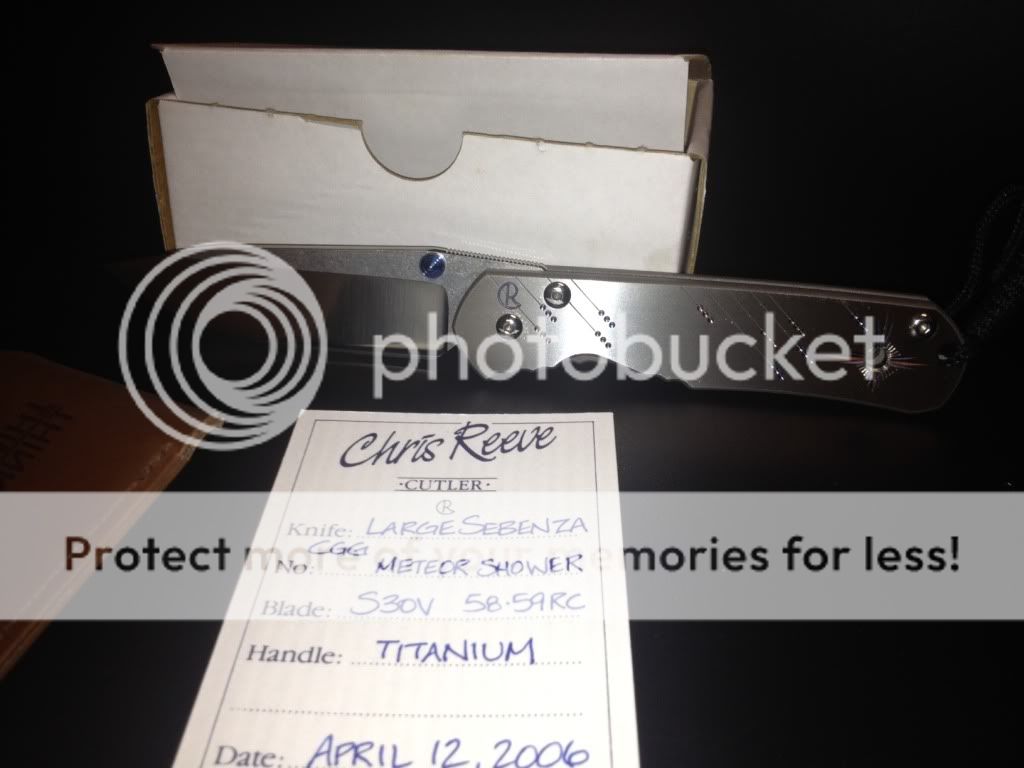 R
photobucket
Chris Reeve
·CUTLER·
R
Knife: LARGE SEBENZA
CGG
No. METEOR SHOWER
Protect more of your memories for less!
Blade: S30V 58-59RC
Handle: TITANIUM
Date: APRIL 12, 2006